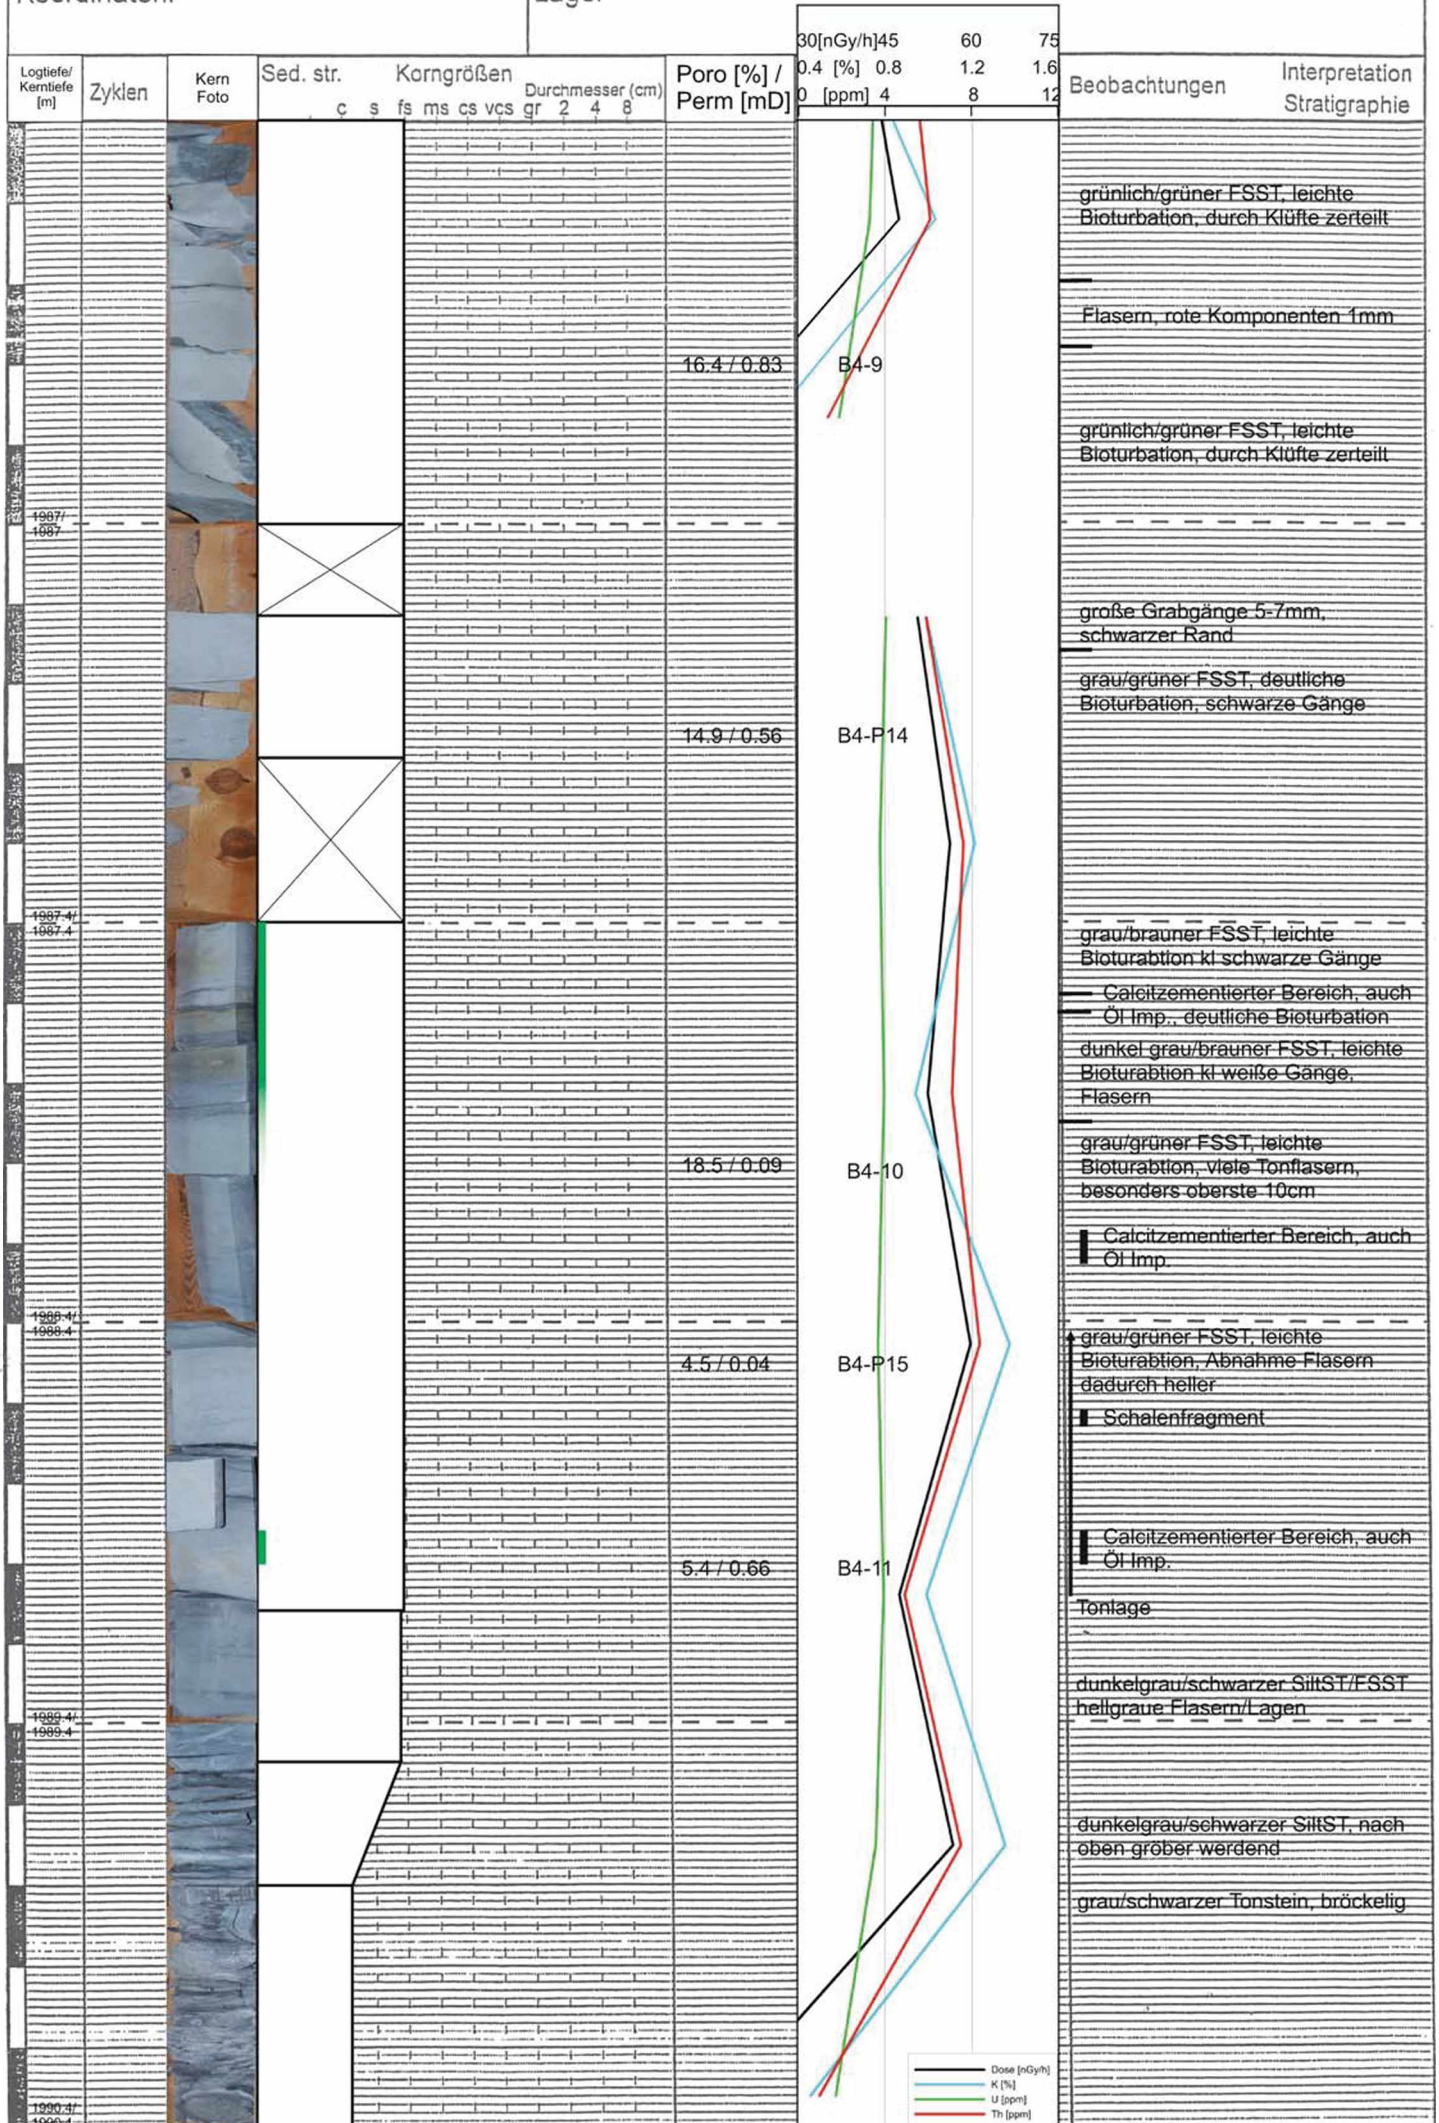 30[nGy/h]45 60 75
0.4 [%] 0.8 1.2 1.6
0 [ppm] 4 8 12
Logtiefe/
Kerntiefe
[m]
Zyklen
Kern
Foto
Sed. str. Korngrößen
Durchmesser (cm)
c s fs ms cs vcs gr 2 4 8
Poro [%] /
Perm [mD]
Beobachtungen
Interpretation
Stratigraphie
grünlich/grüner FSST, leichte
Bioturbation, durch Klüfte zerteilt
Flasern, rote Komponenten 1mm
16.4 / 0.83 B4-9
grünlich/grüner FSST, leichte
Bioturbation, durch Klüfte zerteilt
1987/
1987
große Grabgänge 5-7mm,
schwarzer Rand
grau/grüner FSST, deutliche
Bioturbation, schwarze Gänge
14.9 / 0.56 B4-P14
1987.4/
1987.4
grau/brauner FSST, leichte
Bioturabtion kl schwarze Gänge
Calcitzementierter Bereich, auch
Öl Imp., deutliche Bioturbation
dunkel grau/brauner FSST, leichte
Bioturabtion kl weiße Gänge,
Flasern
grau/grüner FSST, leichte
Bioturabtion, viele Tonflasern,
besonders oberste 10cm
18.5 / 0.09 B4-10
Calcitzementierter Bereich, auch
Öl Imp.
1988.4/
1988.4
grau/grüner FSST, leichte
Bioturabtion, Abnahme Flasern
dadurch heller
4.5 / 0.04 B4-P15
Schalenfragment
Calcitzementierter Bereich, auch
Öl Imp.
5.4 / 0.66 B4-11
Tonlage
dunkelgrau/schwarzer SiltST/FSST
hellgraue Flasern/Lagen
1989.4/
1989.4
dunkelgrau/schwarzer SiltST, nach
oben gröber werdend
grau/schwarzer Tonstein, bröckelig
Dose [nGy/h]
K [%]
U [ppm]
Th [ppm]
1990.4/